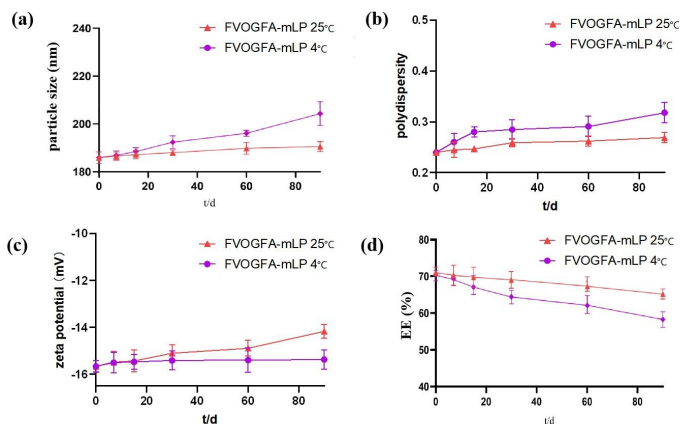 (a)
FVOGFA-mLP 25℃
FVOGFA-mLP 4℃
particle size (nm)
240
220
200
180
0
20
40
60
80
t/d
(b)
FVOGFA-mLP 25℃
FVOGFA-mLP 4℃
polydispersity
0.5
0.4
0.3
0.2
0
20
40
60
80
t/d
(c)
FVOGFA-mLP 25℃
FVOGFA-mLP 4℃
zeta potential (mV)
-12
-14
-16
0
20
40
60
80
t/d
(d)
FVOGFA-mLP 25℃
FVOGFA-mLP 4℃
EE (%)
80
70
60
50
40
0
20
40
60
80
t/d